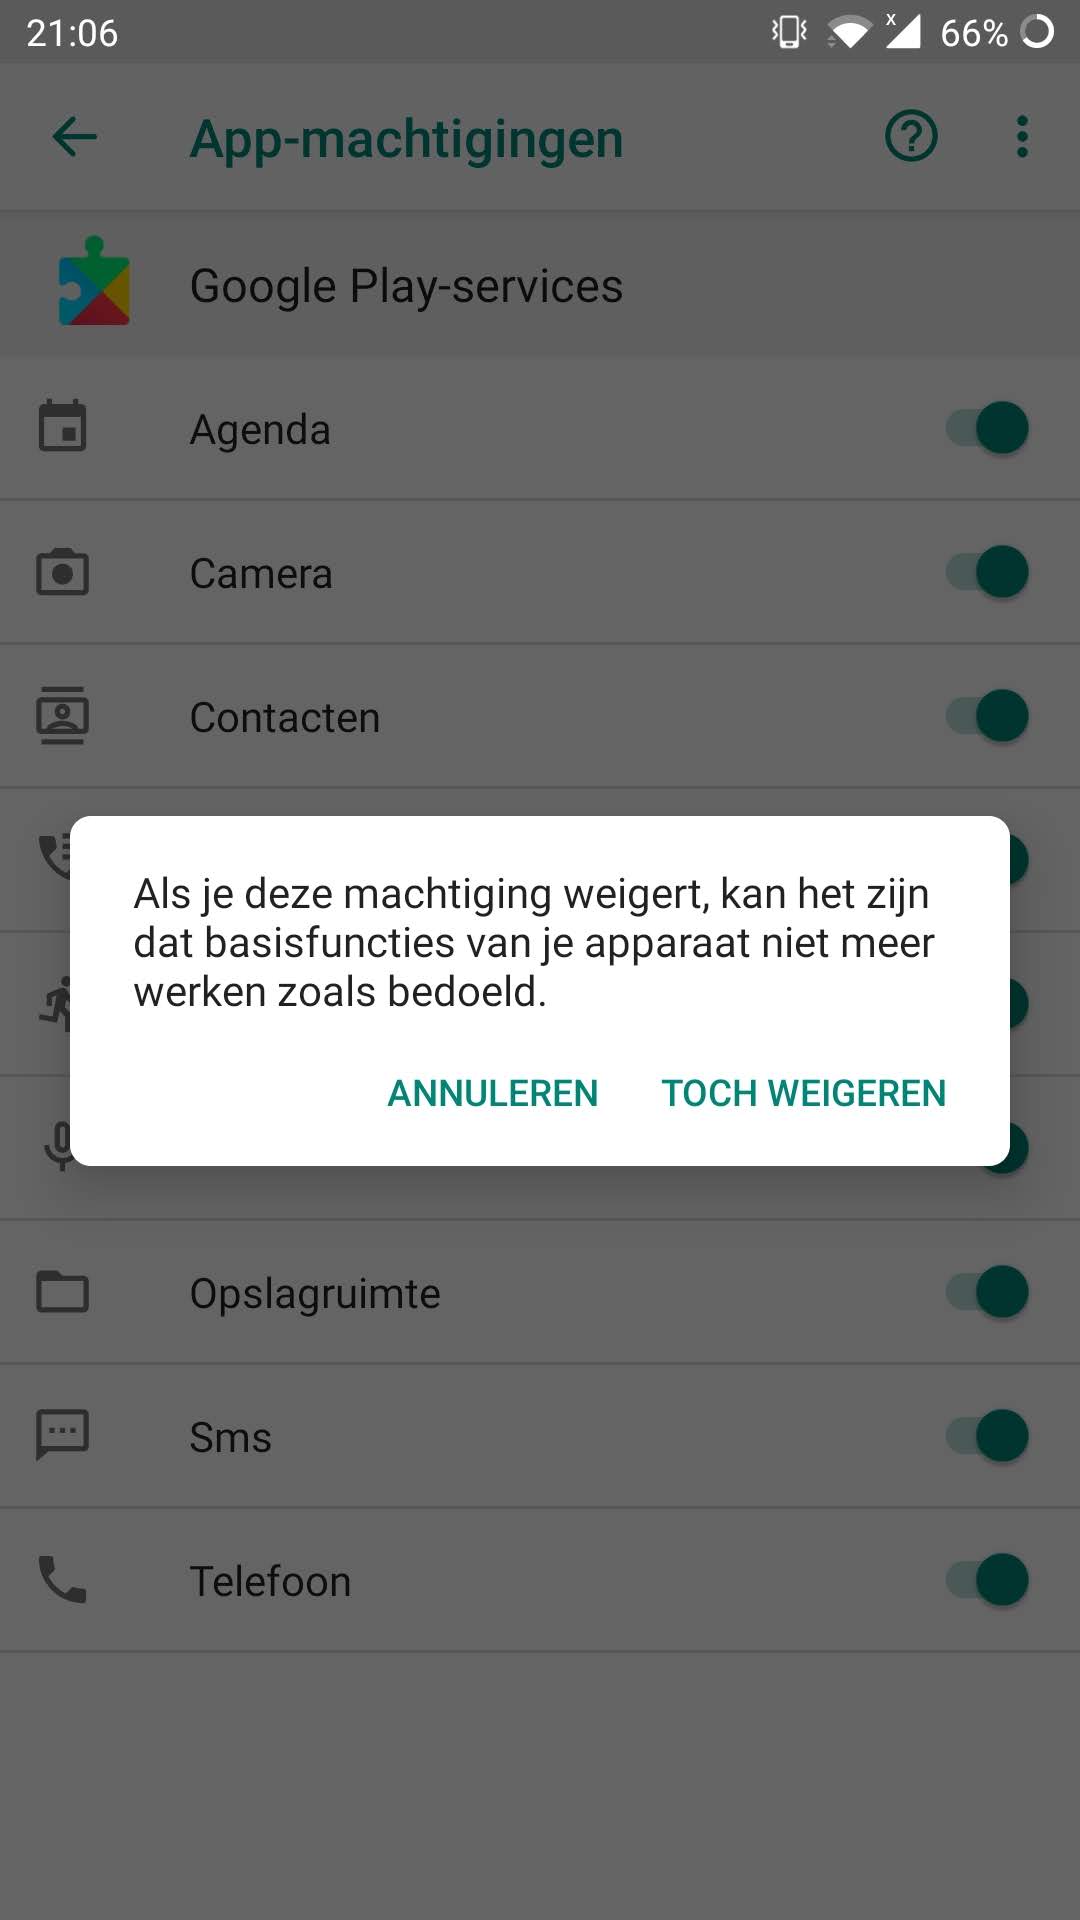 21:06
x
66%
App-machtigingen
Google Play-services
Agenda
Camera
Contacten
Als je deze machtiging weigert, kan het zijn
dat basisfuncties van je apparaat niet meer
werken zoals bedoeld.
ANNULEREN TOCH WEIGEREN
Opslagruimte
Sms
Telefoon